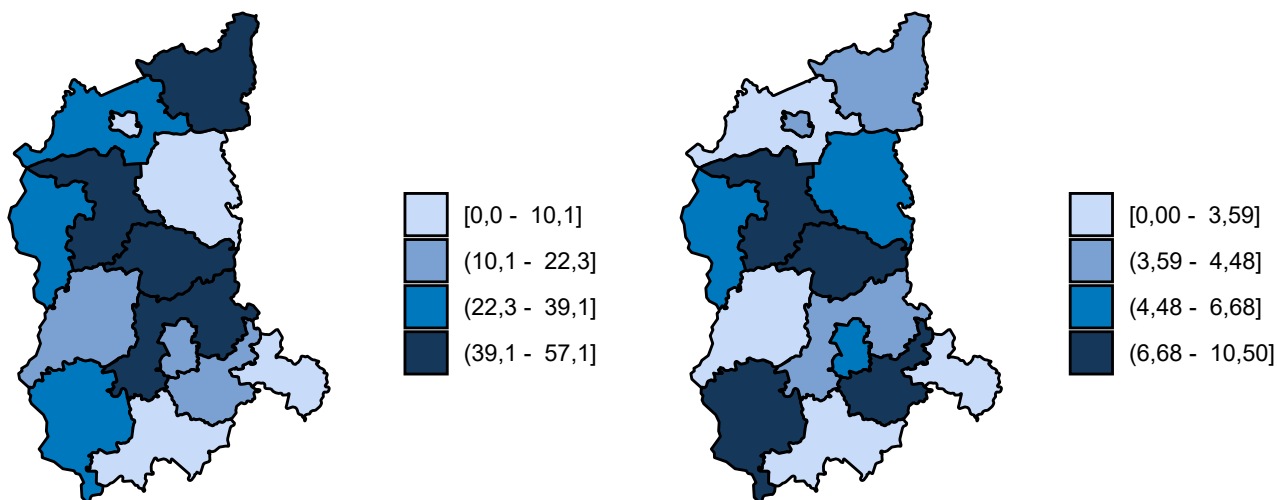 [0,0 - 10,1]
(10,1 - 22,3]
(22,3 - 39,1]
(39,1 - 57,1]
[0,00 - 3,59]
(3,59 - 4,48]
(4,48 - 6,68]
(6,68 - 10,50]